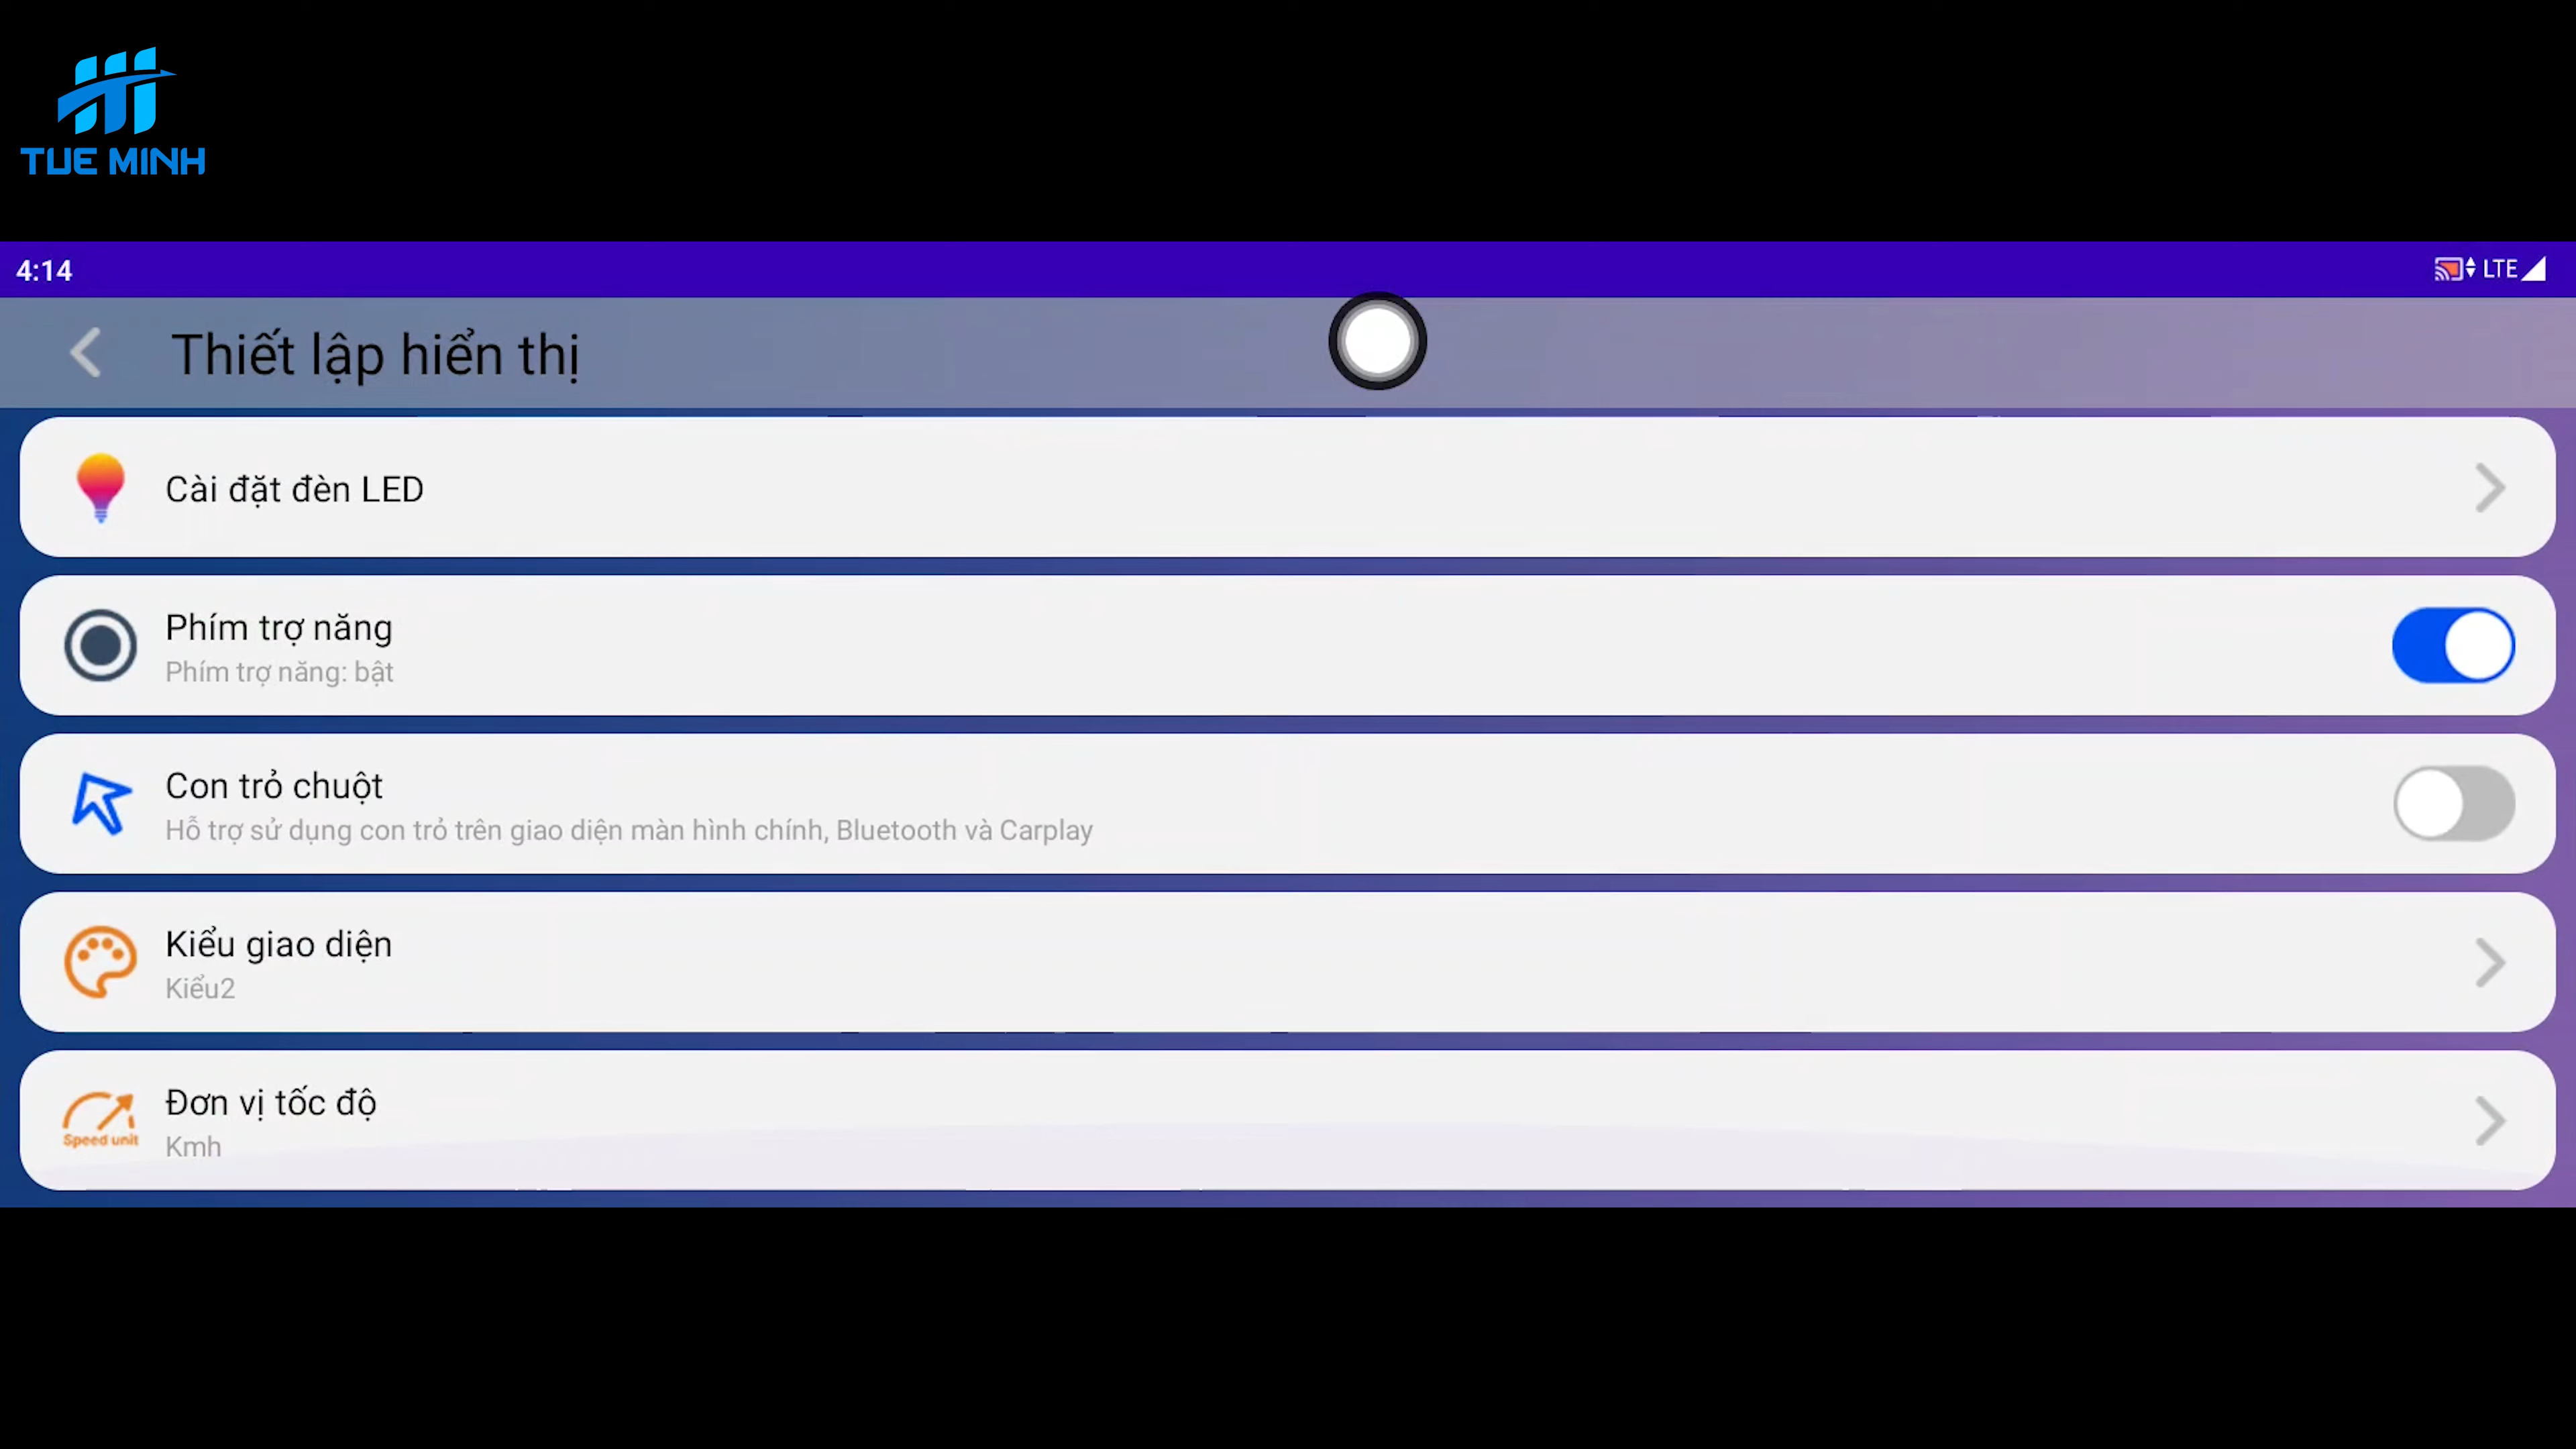 TUE MINH
4:14
LTE
Thiết lập hiển thị
Cài đặt đèn LED
Phím trợ năng
Phím trợ năng: bật
Con trỏ chuột
Hỗ trợ sử dụng con trỏ trên giao diện màn hình chính, Bluetooth và Carplay
Kiểu giao diện
Kiểu2
Speed unit
Đơn vị tốc độ
Kmh